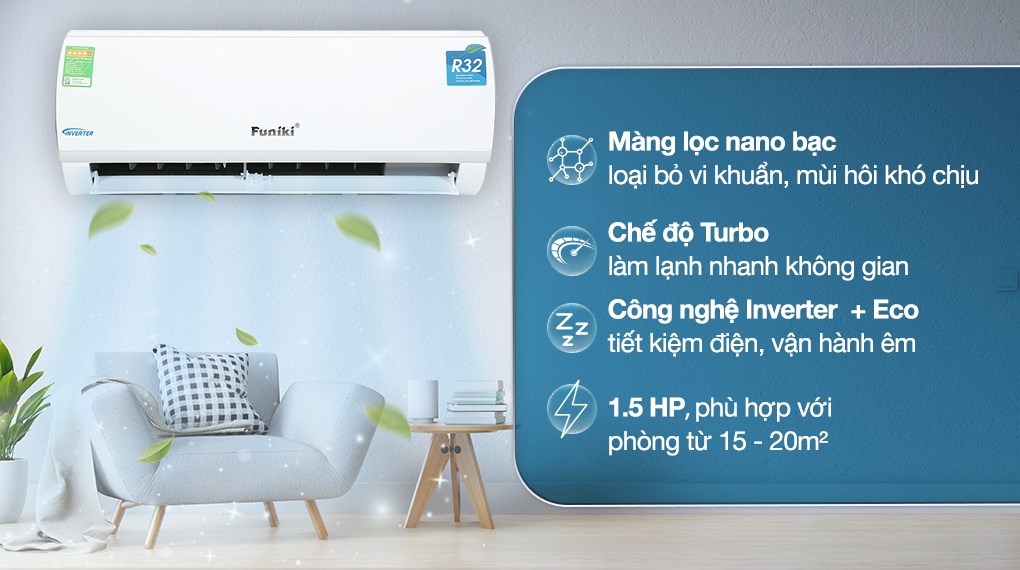 R32
INVERTER
Funiki®
Màng lọc nano bạc
loại bỏ vi khuẩn, mùi hôi khó chịu
Chế độ Turbo
làm lạnh nhanh không gian
Công nghệ Inverter + Eco
tiết kiệm điện, vận hành êm
1.5 HP, phù hợp với
phòng từ 15 - 20m²